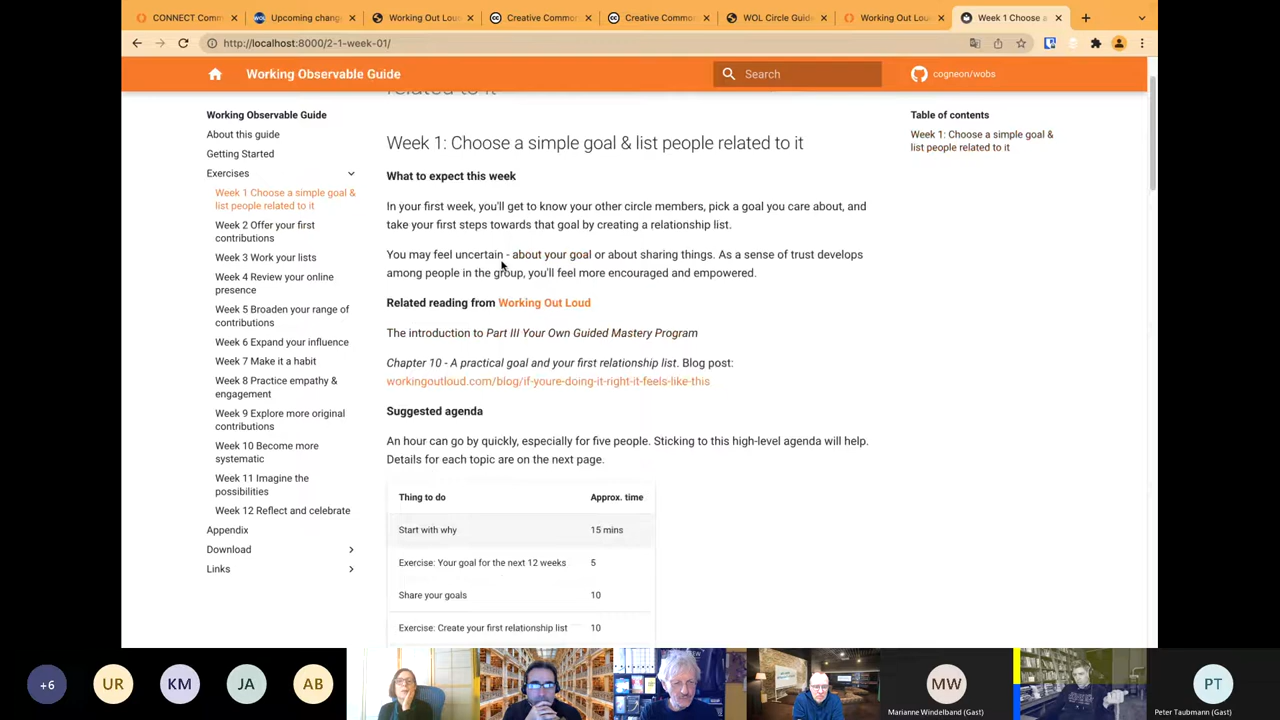 CONNECT Comm
Upcoming chang
Working Out Lou
Creative Commo
Creative Commo
WOL Circle Guid
Working Out Lou
Week 1 Choose a
http://localhost:8000/2-1-week-01/
Working Observable Guide
Search
cogneon/wobs
related to it
Working Observable Guide
About this guide
Getting Started
Exercises
Week 1 Choose a simple goal &
list people related to it
Week 2 Offer your first
contributions
Week 3 Work your lists
Week 4 Review your online
presence
Week 5 Broaden your range of
contributions
Week 6 Expand your influence
Week 7 Make it a habit
Week 8 Practice empathy &
engagement
Week 9 Explore more original
contributions
Week 10 Become more
systematic
Week 11 Imagine the
possibilities
Week 12 Reflect and celebrate
Appendix
Download
Links
Week 1: Choose a simple goal & list people related to it
What to expect this week
In your first week, you'll get to know your other circle members, pick a goal you care about, and
take your first steps towards that goal by creating a relationship list.
You may feel uncertain - about your goal or about sharing things. As a sense of trust develops
among people in the group, you'll feel more encouraged and empowered.
Related reading from Working Out Loud
The introduction to Part III Your Own Guided Mastery Program
Chapter 10 - A practical goal and your first relationship list. Blog post:
workingoutloud.com/blog/if-youre-doing-it-right-it-feels-like-this
Suggested agenda
An hour can go by quickly, especially for five people. Sticking to this high-level agenda will help.
Details for each topic are on the next page.
Thing to do Approx. time
Start with why 15 mins
Exercise: Your goal for the next 12 weeks 5
Share your goals 10
Exercise: Create your first relationship list 10
Table of contents
Week 1: Choose a simple goal &
list people related to it
+6
UR
KM
JA
AB
MW
Marianne Windelband (Gast)
PT
Peter Taubmann (Gast)